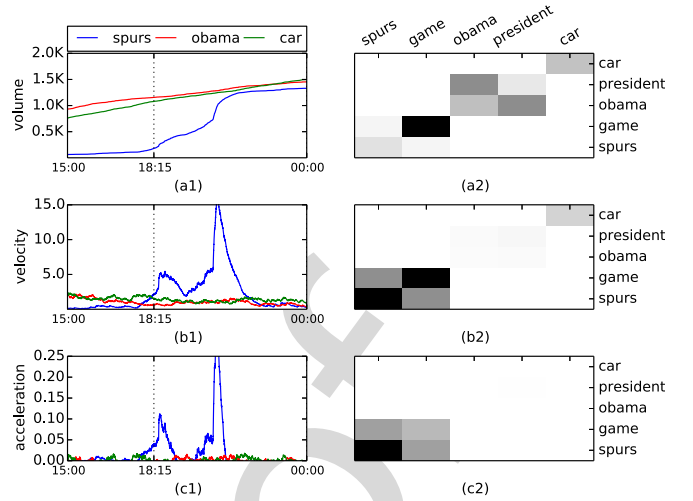 spurs obama car
spurs game obama president car
2.0K
1.5K
1.0K
0.5K
volume
15:00 18:15 00:00
(a1)
car
president
obama
game
spurs
(a2)
15.0
10.0
5.0
velocity
15:00 18:15 00:00
(b1)
car
president
obama
game
spurs
(b2)
0.25
0.20
0.15
0.10
0.05
0.00
acceleration
15:00 18:15 00:00
(c1)
car
president
obama
game
spurs
(c2)